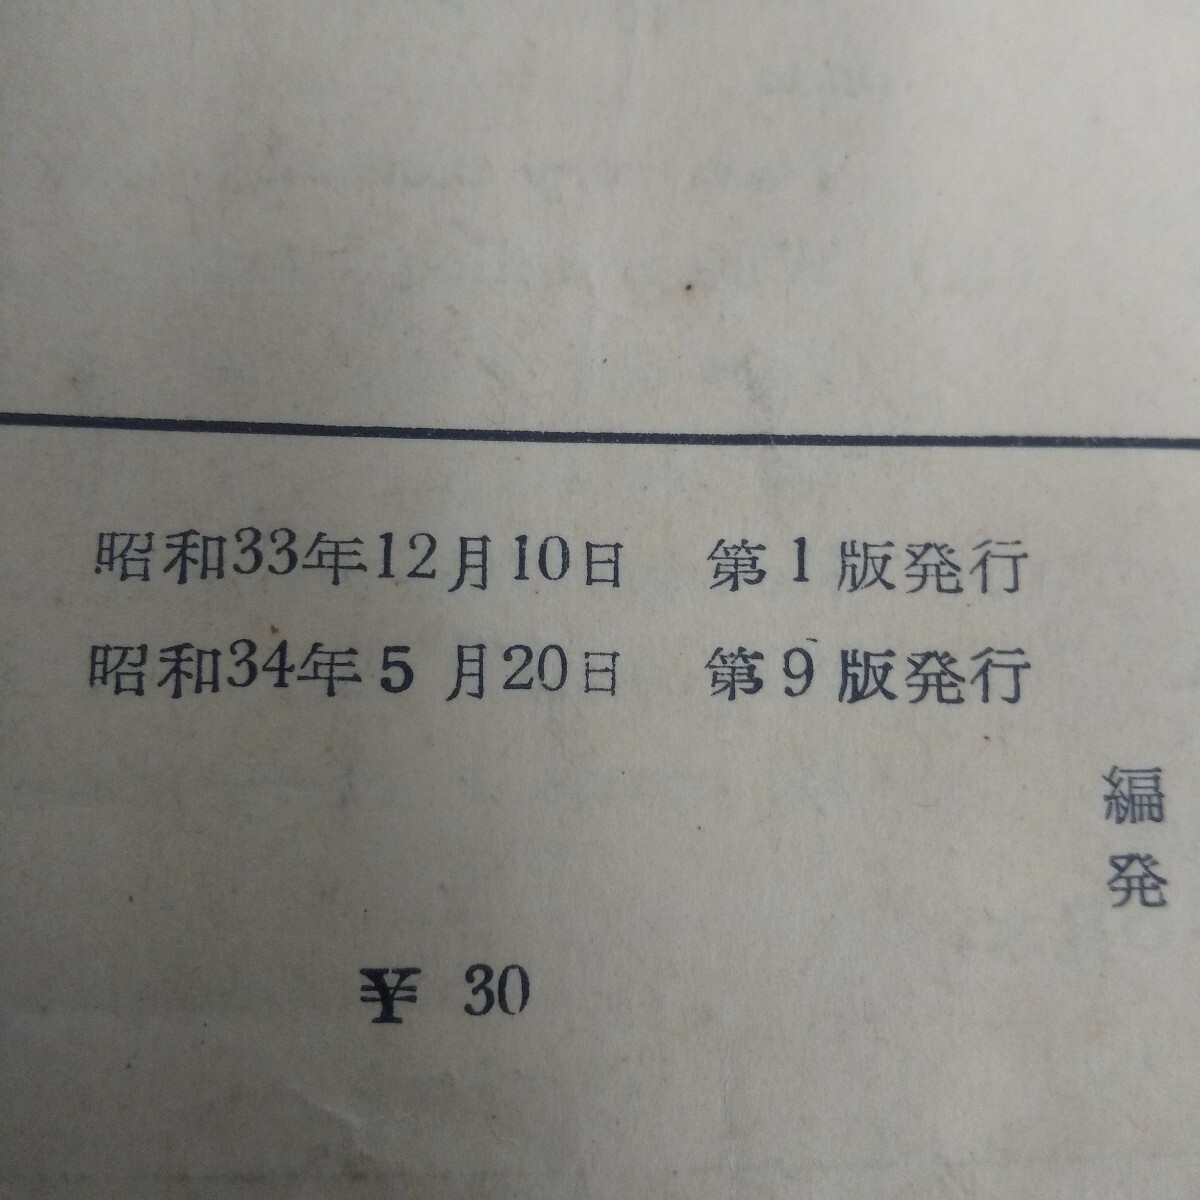 昭和33年12月10日　第1版発行
昭和34年5月20日　第9版発行
編
発
¥ 30